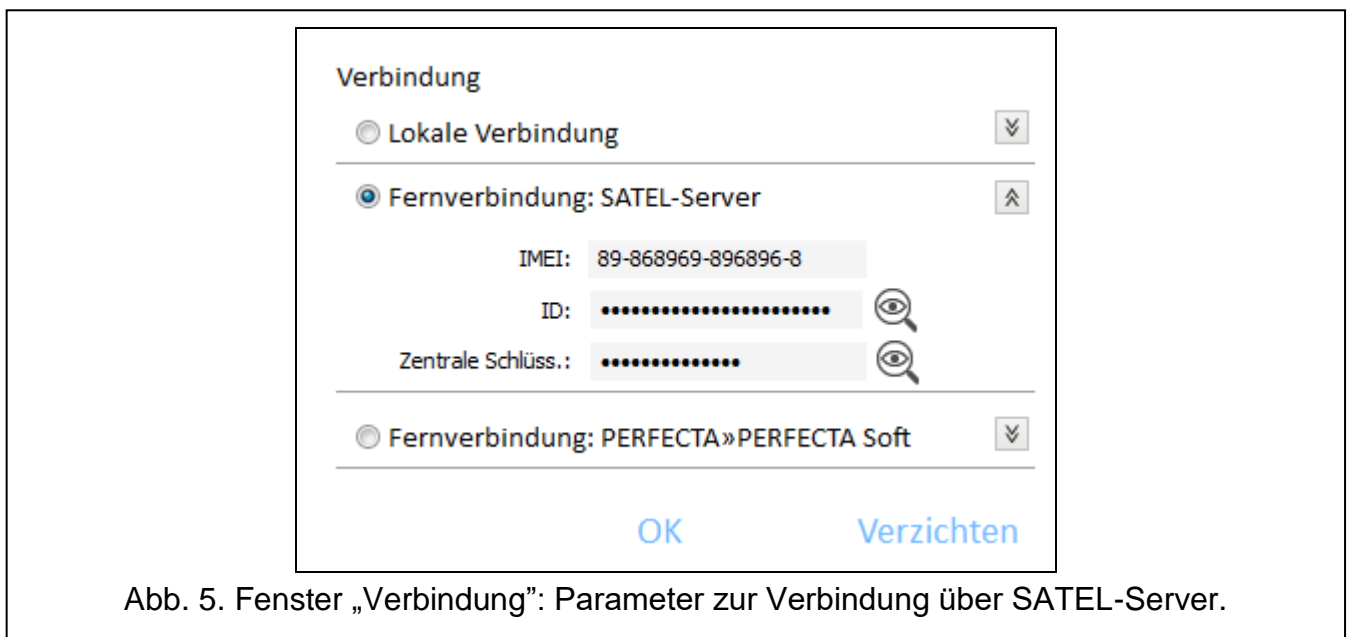 Verbindung
Lokale Verbindung
Fernverbindung: SATEL-Server
IMEI: 89-868969-896896-8
ID: ••••••••••••••••••••••••
Zentrale Schlüss.: ••••••••••••••
Fernverbindung: PERFECTA»PERFECTA Soft
OK Verzichten
Abb. 5. Fenster „Verbindung”: Parameter zur Verbindung über SATEL-Server.